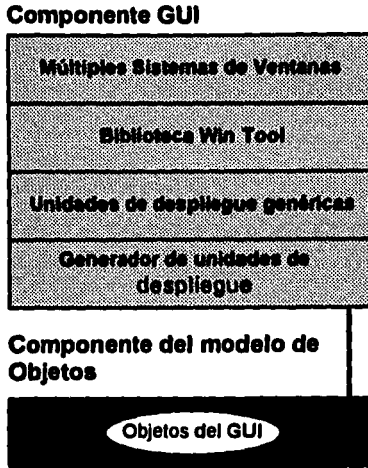 Componente GUI
Múltiples Sistemas de Ventanas
Biblioteca Win Tool
Unidades de despliegue genéricas
Generador de unidades de
despliegue
Componente del modelo de
Objetos
Objetos del GUI